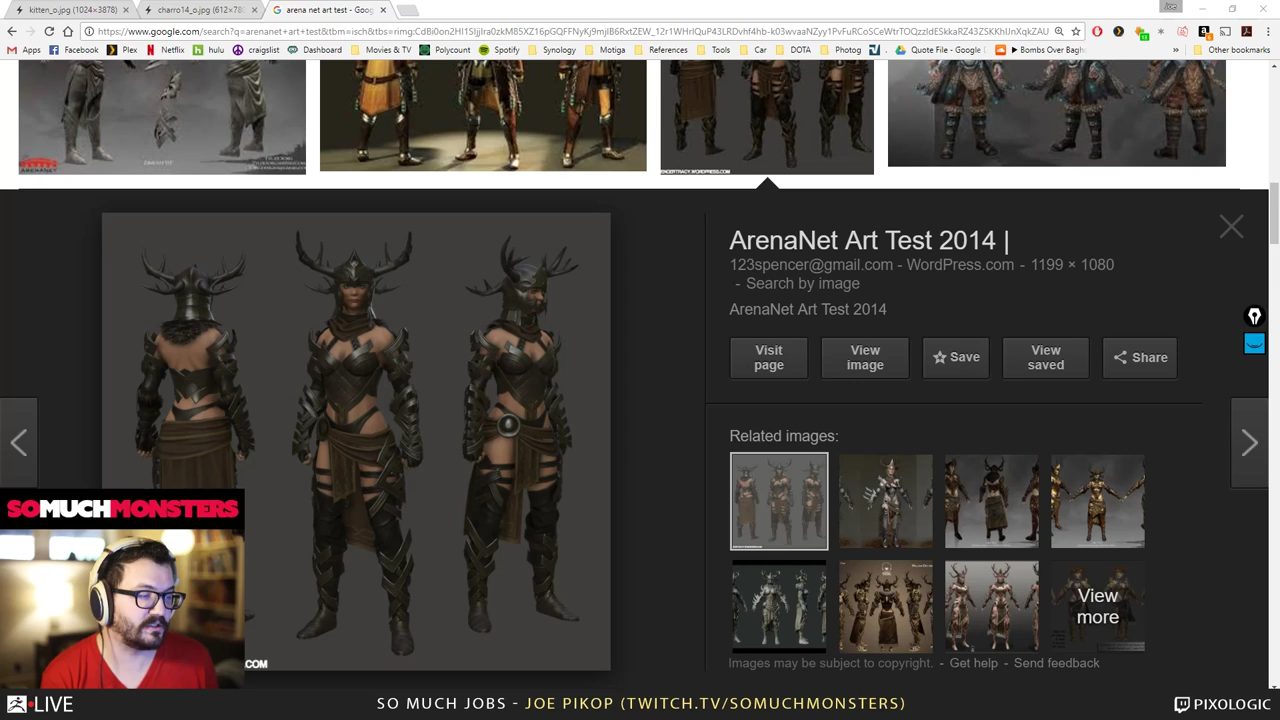 kitten_o.jpg (1024×3878)
charro14_o.jpg (612×78
arena net art test - Goo
https://www.google.com/search?q=arenanet+art+test&tbm=isch&tbs=rimg:
Apps Facebook Plex Netflix hulu craigslist Dashboard Movies & TV Polycount Spotify Synology Motiga References Tools Car DOTA Photog Quote File - Google Bombs Over Bagh » Other bookmarks
ARENANET
ENCERTRACY.WORDPRESS.COM
ArenaNet Art Test 2014 |
123spencer@gmail.com - WordPress.com - 1199 × 1080
- Search by image
ArenaNet Art Test 2014
Visit page
View image
Save
View saved
Share
Related images:
View more
SOMUCHMONSTERS
.COM
Images may be subject to copyright. - Get help - Send feedback
LIVE
SO MUCH JOBS - JOE PIKOP (TWITCH.TV/SOMUCHMONSTERS)
PIXOLOGIC